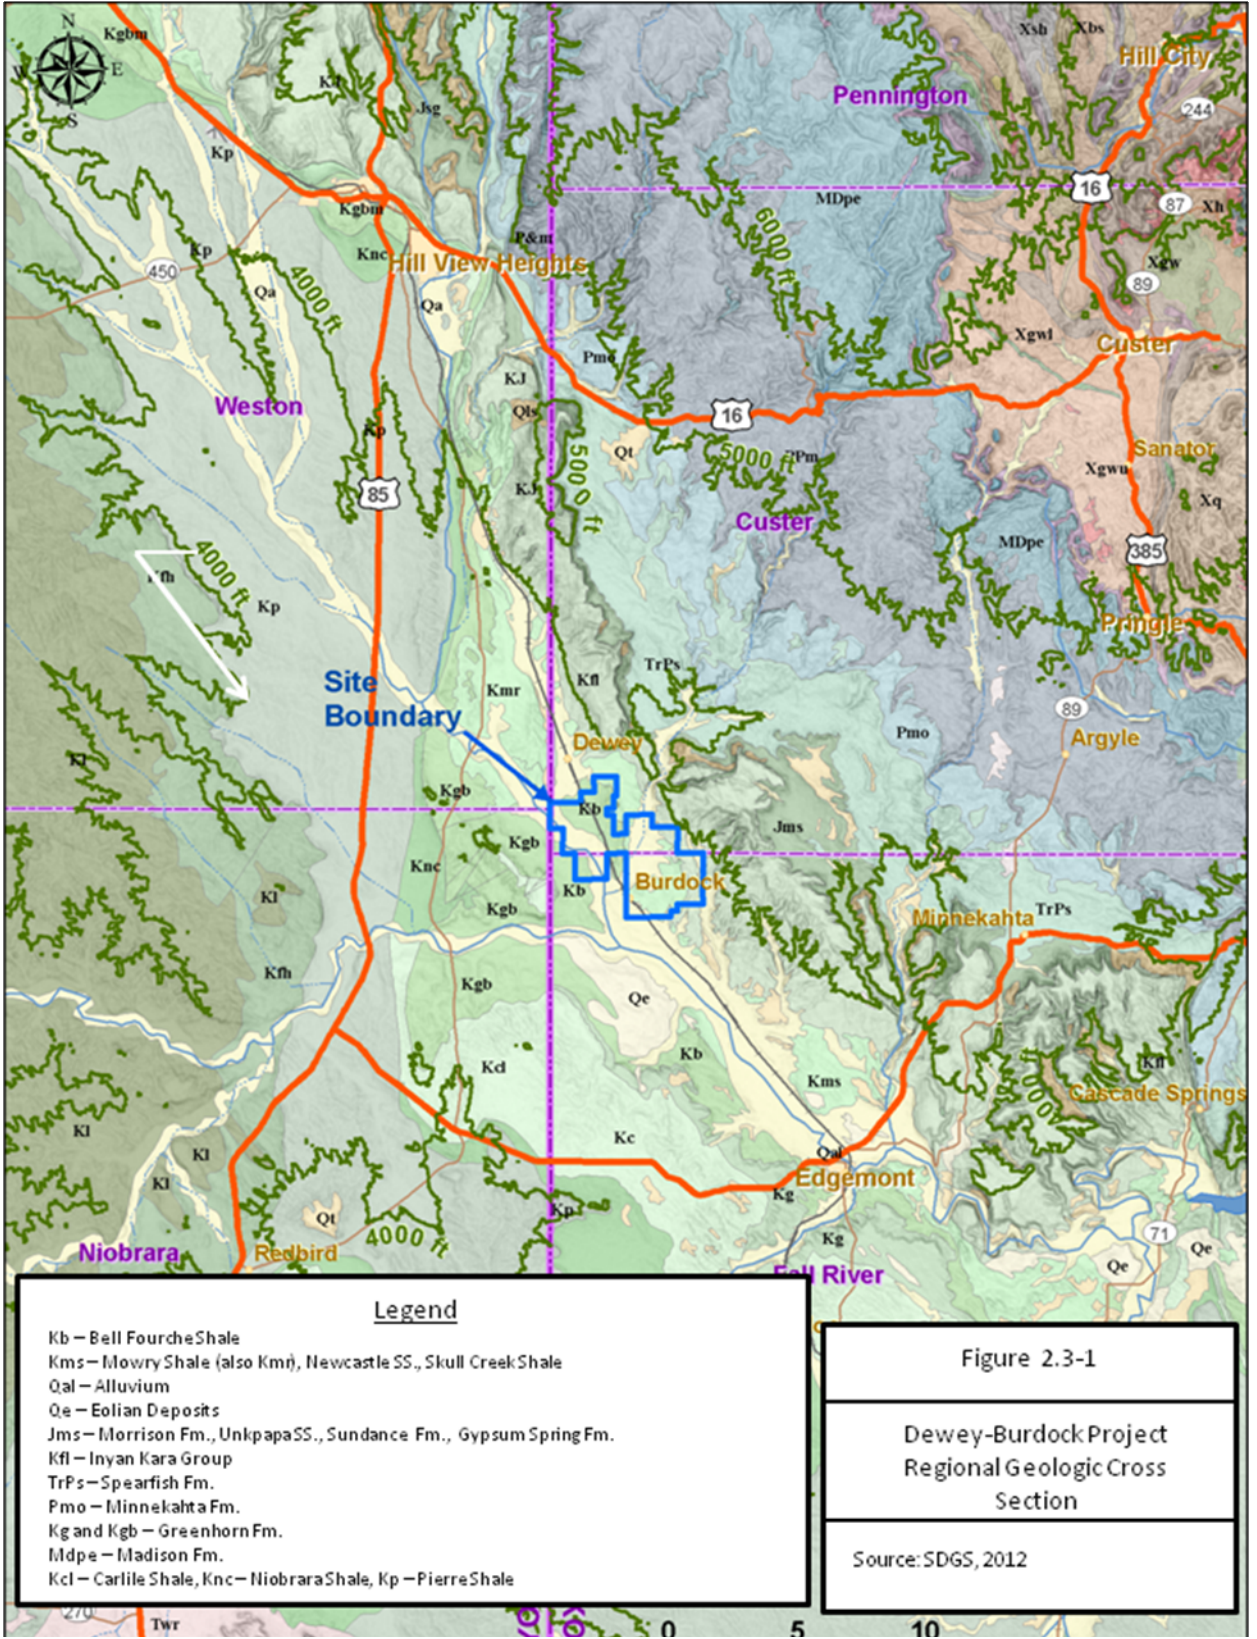 N
Kgbm
Xsh
Xbs
Hill City
E
W
S
KJ
Jsg
Pennington
244
Kp
16
MDpe
87
Xh
Kgbm
6000 ft
P&m
Kp
Knc
Hill View Heights
Xgw
450
89
Qa
4000 ft
Qa
Xgwl
Custer
Pmo
KJ
Weston
Qls
16
Kp
Qt
5000 ft
Sanator
5000 ft
Xgwu
KJ
85
Xq
Custer
MDpe
385
4000 ft
Kfh
Kp
Pringle
TrPs
Site
Boundary
Kfl
Kmr
89
Pmo
Argyle
Dewey
Kl
Kgb
Kb
Jms
Kgb
Knc
Kb
Burdock
Kl
Kgb
Minnekahta
TrPs
Kfh
Kgb
Qe
Kb
Kcl
Kfl
Kms
Cascade Springs
Kl
Kc
Kl
Qal
Edgemont
Kl
Kg
Kp
Qt
4000 ft
Kg
71
Qe
Niobrara
Redbird
Qe
Fall River
Legend
Kb – Bell Fourche Shale
Kms – Mowry Shale (also Kmr), Newcastle SS., Skull Creek Shale
Qal – Alluvium
Qe – Eolian Deposits
Jms – Morrison Fm., Unkpapa SS., Sundance Fm., Gypsum Spring Fm.
Kfl – Inyan Kara Group
TrPs – Spearfish Fm.
Pmo – Minnekahta Fm.
Kg and Kgb – Greenhorn Fm.
Mdpe – Madison Fm.
Kcl – Carlile Shale, Knc – Niobrara Shale, Kp – Pierre Shale
Figure 2.3-1
Dewey-Burdock Project
Regional Geologic Cross
Section
Source: SDGS, 2012
270
Twr
0 5 10